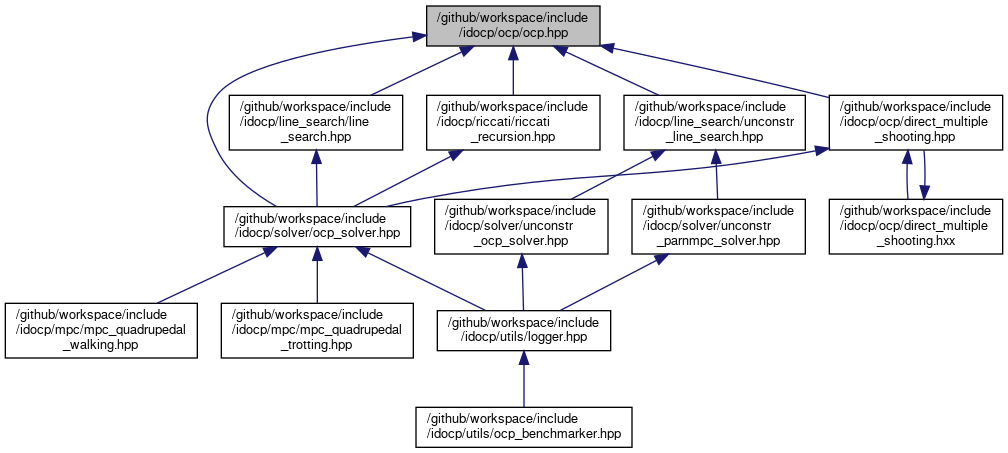 /github/workspace/include
/idocp/ocp/ocp.hpp
/github/workspace/include
/idocp/line_search/line
_search.hpp
/github/workspace/include
/idocp/riccati/riccati
_recursion.hpp
/github/workspace/include
/idocp/line_search/unconstr
_line_search.hpp
/github/workspace/include
/idocp/ocp/direct_multiple
_shooting.hpp
/github/workspace/include
/idocp/solver/ocp_solver.hpp
/github/workspace/include
/idocp/solver/unconstr
_ocp_solver.hpp
/github/workspace/include
/idocp/solver/unconstr
_parnmpc_solver.hpp
/github/workspace/include
/idocp/ocp/direct_multiple
_shooting.hxx
/github/workspace/include
/idocp/mpc/mpc_quadrupedal
_walking.hpp
/github/workspace/include
/idocp/mpc/mpc_quadrupedal
_trotting.hpp
/github/workspace/include
/idocp/utils/logger.hpp
/github/workspace/include
/idocp/utils/ocp_benchmarker.hpp